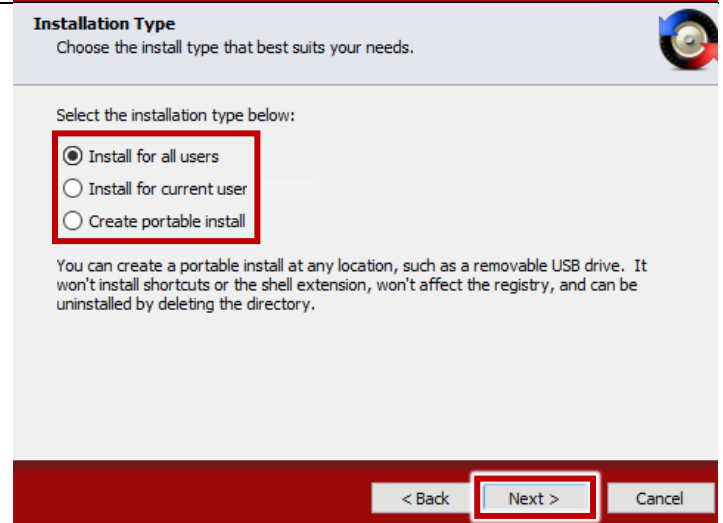 Installation Type
Choose the install type that best suits your needs.
Select the installation type below:
Install for all users
Install for current user
Create portable install
You can create a portable install at any location, such as a removable USB drive.  It
won't install shortcuts or the shell extension, won't affect the registry, and can be
uninstalled by deleting the directory.
< Back
Next >
Cancel